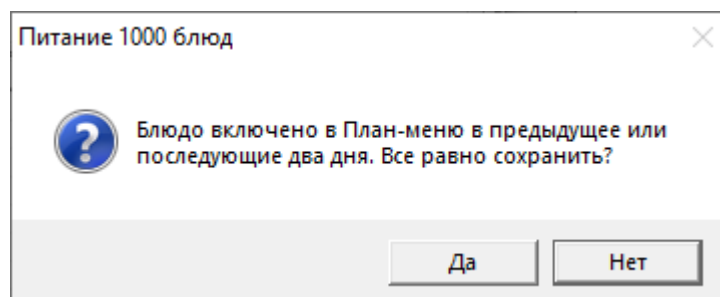 Питание 1000 блюд
Блюдо включено в План-меню в предыдущее или
последующие два дня. Все равно сохранить?
Да
Нет